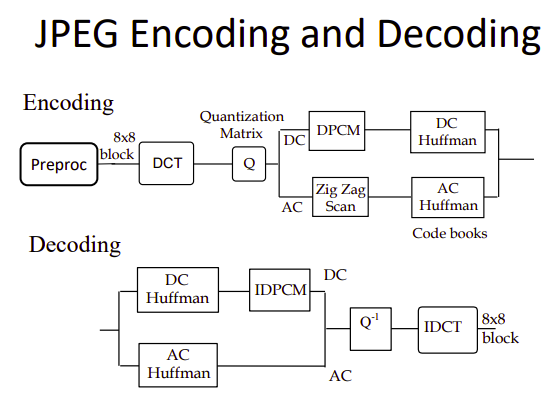 JPEG Encoding and Decoding
Encoding
Preproc
8x8
block
DCT
Quantization
Matrix
Q
DC
DPCM
DC
Huffman
AC
Zig Zag
Scan
AC
Huffman
Code books
Decoding
DC
Huffman
IDPCM
DC
AC
Huffman
AC
Q-1
IDCT
8x8
block